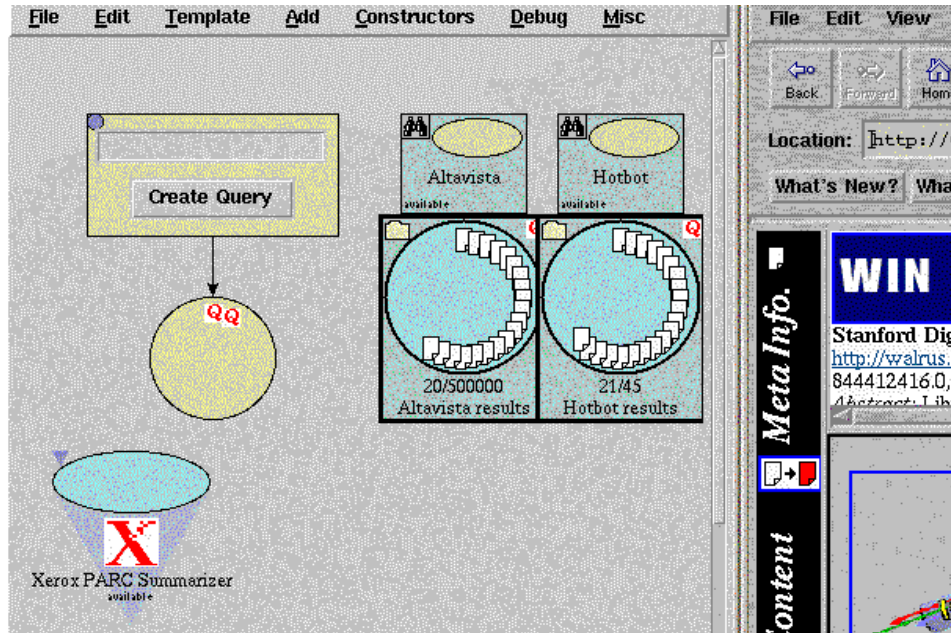 File Edit Template Add Constructors Debug Misc
Create Query
QQ
Altavista
available
Hotbot
available
Q
20/500000
Altavista results
21/45
Hotbot results
X
Xerox PARC Summarizer
available
File Edit View
Back Forward Hom
Location: http://
What's New? Wha
Meta Info.
WIN
Stanford Dig
http://walrus.
844412416.0,
Content